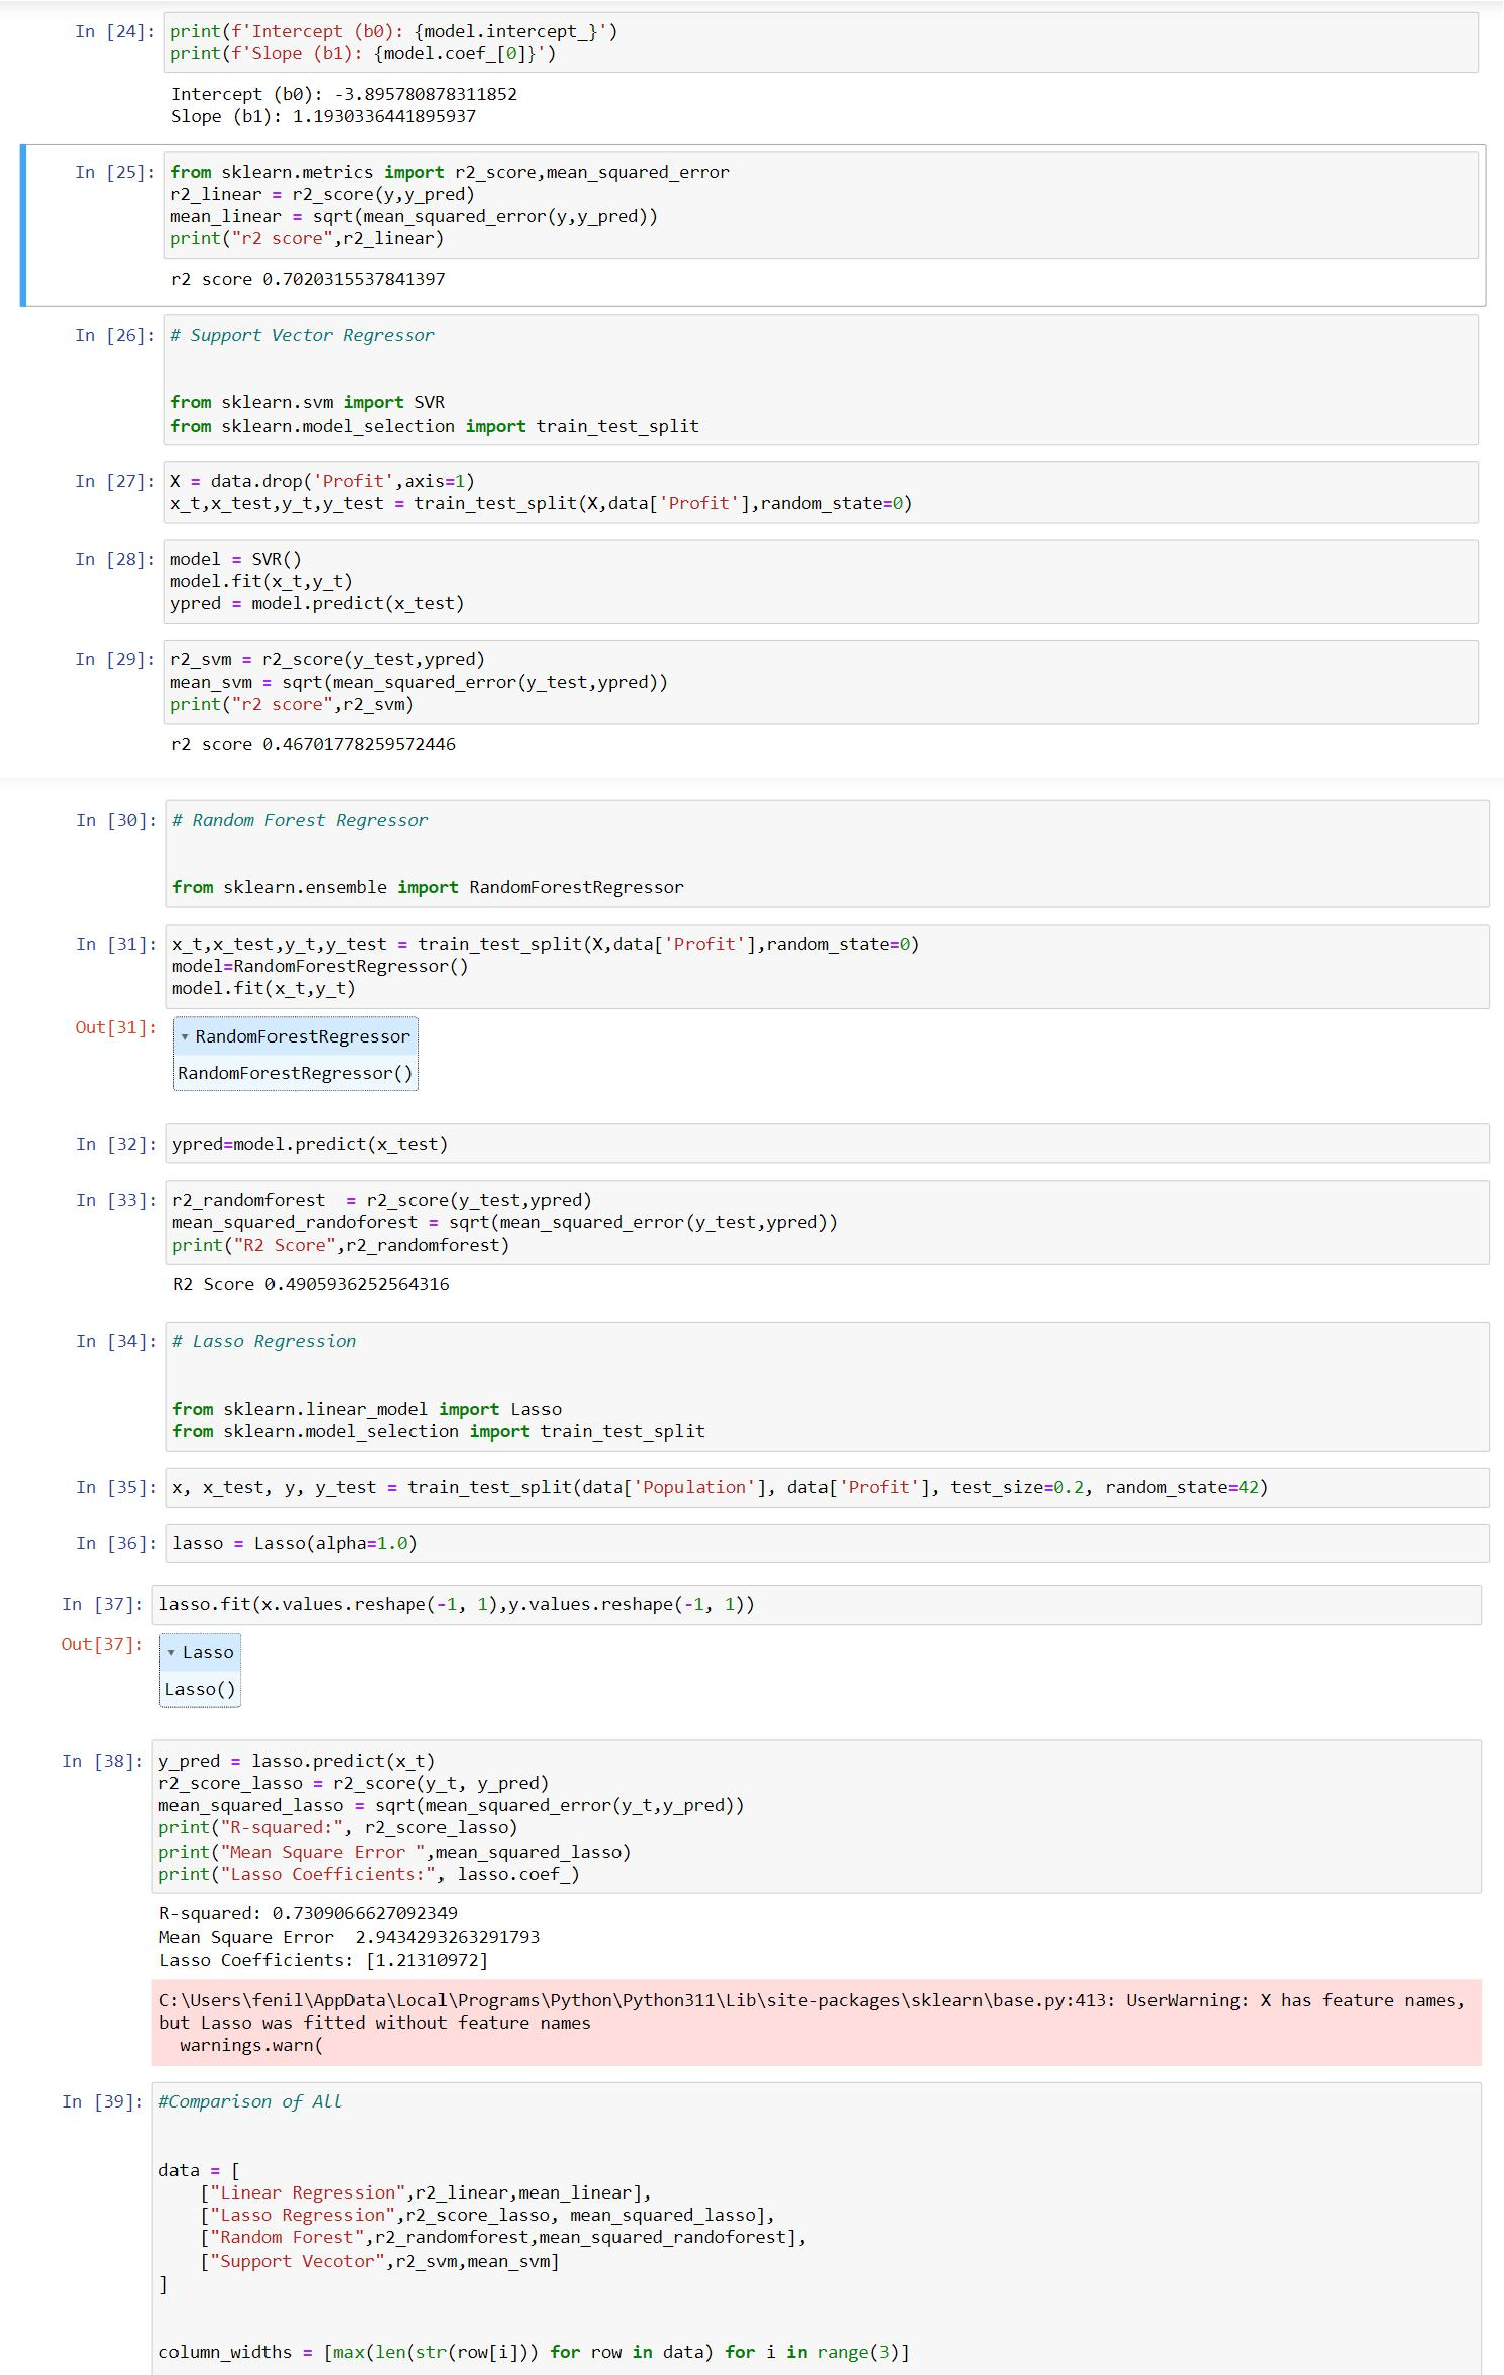 In [24]: print(f'Intercept (b0): {model.intercept_}')
print(f'Slope (b1): {model.coef_[0]}')
Intercept (b0): -3.895780878311852
Slope (b1): 1.1930336441895937
In [25]: from sklearn.metrics import r2_score,mean_squared_error
r2_linear = r2_score(y,y_pred)
mean_linear = sqrt(mean_squared_error(y,y_pred))
print("r2 score",r2_linear)
r2 score 0.7020315537841397
In [26]: # Support Vector Regressor
from sklearn.svm import SVR
from sklearn.model_selection import train_test_split
In [27]: X = data.drop('Profit',axis=1)
x_t,x_test,y_t,y_test = train_test_split(X,data['Profit'],random_state=0)
In [28]: model = SVR()
model.fit(x_t,y_t)
ypred = model.predict(x_test)
In [29]: r2_svm = r2_score(y_test,ypred)
mean_svm = sqrt(mean_squared_error(y_test,ypred))
print("r2 score",r2_svm)
r2 score 0.46701778259572446
In [30]: # Random Forest Regressor
from sklearn.ensemble import RandomForestRegressor
In [31]: x_t,x_test,y_t,y_test = train_test_split(X,data['Profit'],random_state=0)
model=RandomForestRegressor()
model.fit(x_t,y_t)
Out[31]: ▾ RandomForestRegressor
RandomForestRegressor()
In [32]: ypred=model.predict(x_test)
In [33]: r2_randomforest  = r2_score(y_test,ypred)
mean_squared_randoforest = sqrt(mean_squared_error(y_test,ypred))
print("R2 Score",r2_randomforest)
R2 Score 0.4905936252564316
In [34]: # Lasso Regression
from sklearn.linear_model import Lasso
from sklearn.model_selection import train_test_split
In [35]: x, x_test, y, y_test = train_test_split(data['Population'], data['Profit'], test_size=0.2, random_state=42)
In [36]: lasso = Lasso(alpha=1.0)
In [37]: lasso.fit(x.values.reshape(-1, 1),y.values.reshape(-1, 1))
Out[37]: ▾ Lasso
Lasso()
In [38]: y_pred = lasso.predict(x_t)
r2_score_lasso = r2_score(y_t, y_pred)
mean_squared_lasso = sqrt(mean_squared_error(y_t,y_pred))
print("R-squared:", r2_score_lasso)
print("Mean Square Error ",mean_squared_lasso)
print("Lasso Coefficients:", lasso.coef_)
R-squared: 0.7309066627092349
Mean Square Error  2.9434293263291793
Lasso Coefficients: [1.21310972]
C:\Users\fenil\AppData\Local\Programs\Python\Python311\Lib\site-packages\sklearn\base.py:413: UserWarning: X has feature names,
but Lasso was fitted without feature names
warnings.warn(
In [39]: #Comparison of All
data = [
["Linear Regression",r2_linear,mean_linear],
["Lasso Regression",r2_score_lasso, mean_squared_lasso],
["Random Forest",r2_randomforest,mean_squared_randoforest],
["Support Vecotor",r2_svm,mean_svm]
]
column_widths = [max(len(str(row[i])) for row in data) for i in range(3)]